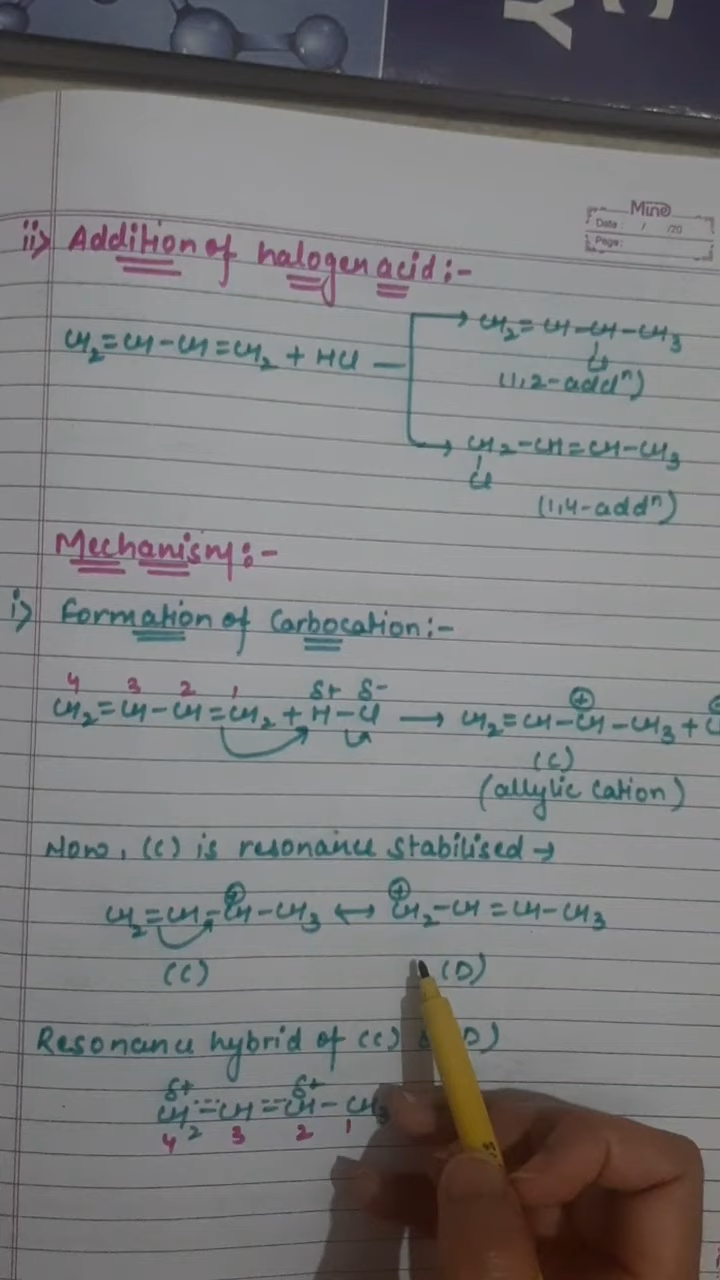 CY
Mino
Date : / /20
Page:
ii> Addition of halogen acid :-
CH₂=CH-CH=CH₂ + HCl —
→ CH₂=CH-CH-CH₃
Cl
(1,2-addⁿ)
→ CH₂-CH=CH-CH₃
Cl
(1,4-addⁿ)
Mechanism:-
i> Formation of Carbocation:-
4 3 2 1 δ+ δ-
CH₂=CH-CH=CH₂ + H-Cl → CH₂=CH-CH-CH₃ + C
⊕
(C)
(allylic cation)
Now, (C) is resonance stabilised →
⊕ ⊕
CH₂=CH-CH-CH₃ ↔ CH₂-CH=CH-CH₃
(C) (D)
Resonance hybrid of (C) D)
δ+ δ+
CH₂=CH=CH-CH₃
4 3 2 1